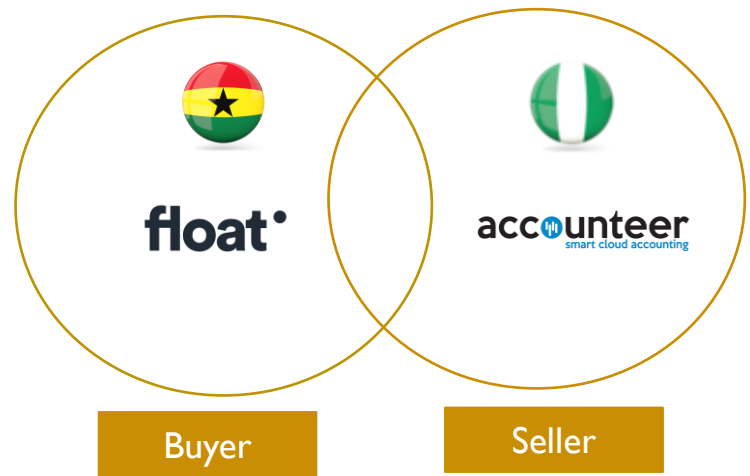 float
accounteer
smart cloud accounting
Buyer
Seller